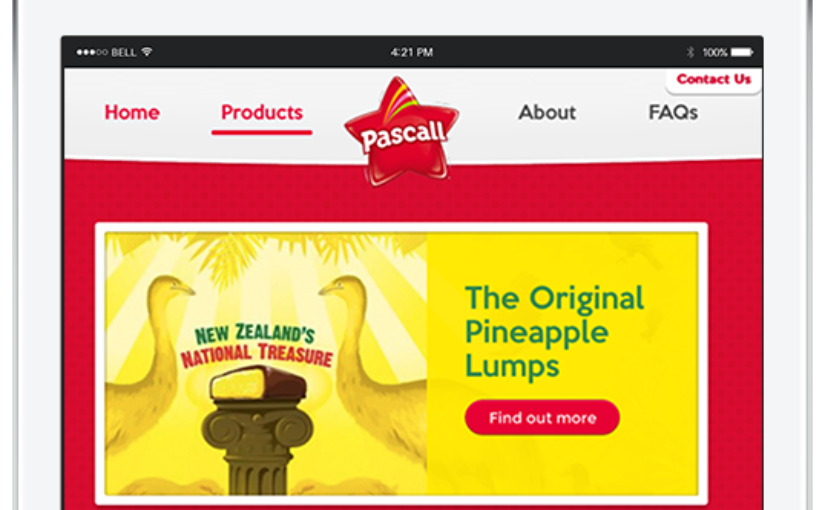 ●●●○○ BELL 4:21 PM 100%
Contact Us
Home Products Pascall About FAQs
NEW ZEALAND'S
NATIONAL TREASURE
The Original
Pineapple
Lumps
Find out more